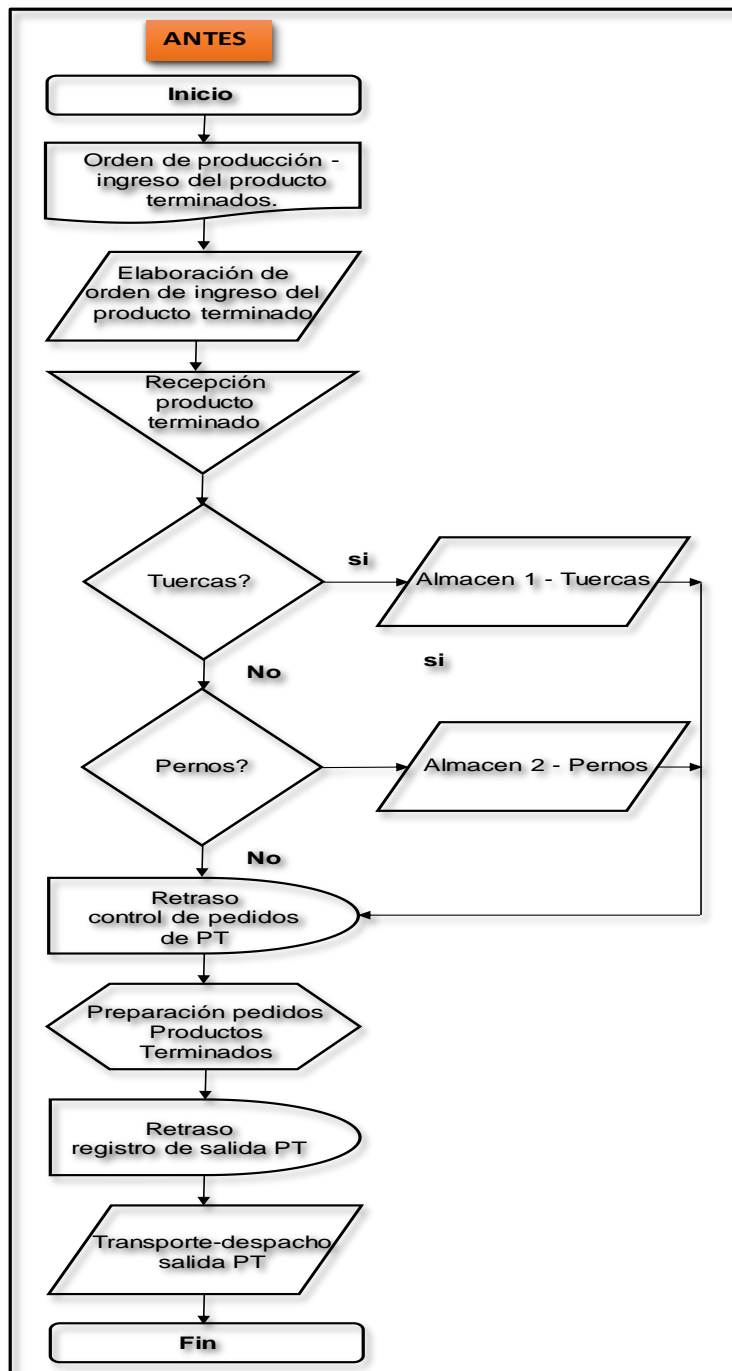 ANTES
Inicio
Orden de producción -
ingreso del producto
terminados.
Elaboración de
orden de ingreso del
producto terminado
Recepción
producto
terminado
Tuercas?
si
Almacen 1 - Tuercas
No
si
Pernos?
Almacen 2 - Pernos
No
Retraso
control de pedidos
de PT
Preparación pedidos
Productos
Terminados
Retraso
registro de salida PT
Transporte-despacho
salida PT
Fin